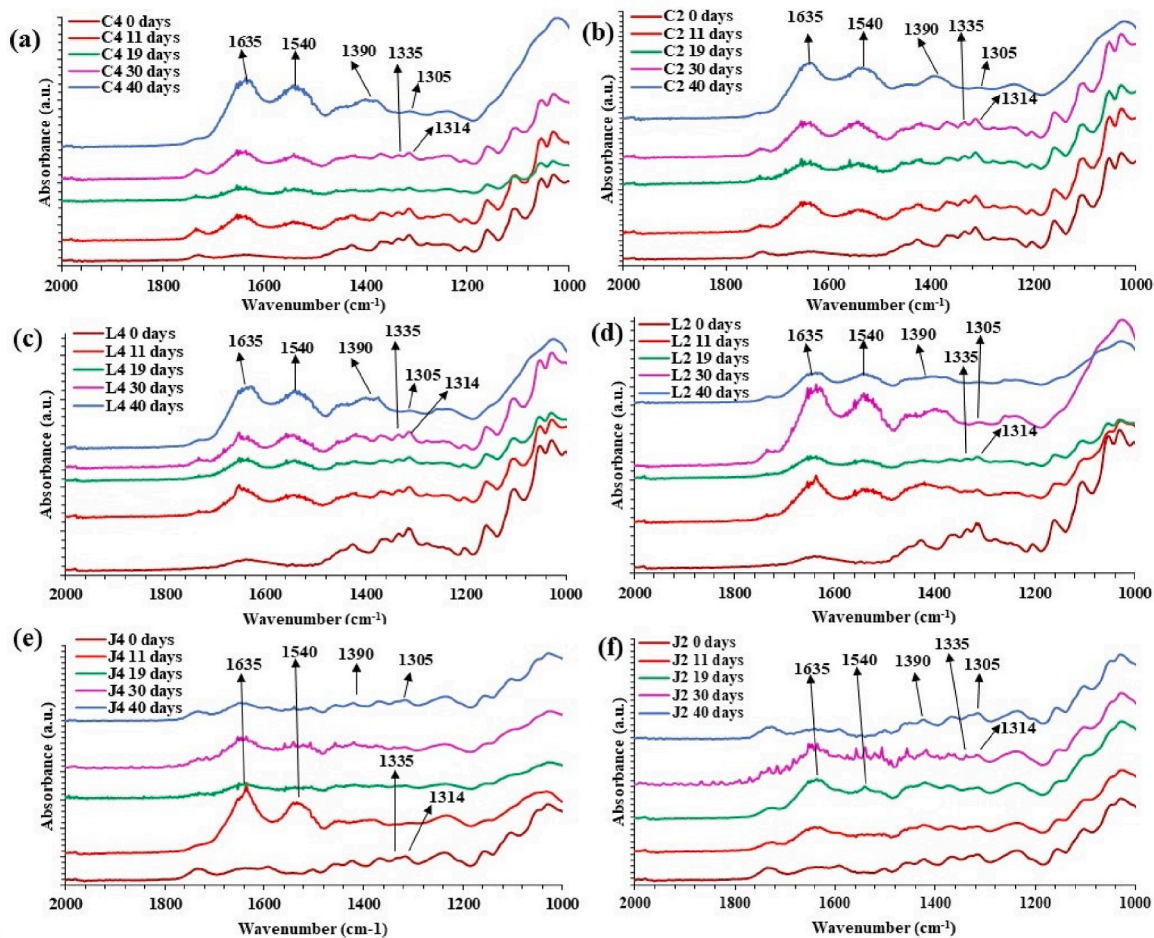 (a)
C4 0 days
C4 11 days
C4 19 days
C4 30 days
C4 40 days
1635
1540
1390
1335
1305
1314
Absorbance (a.u.)
2000 1800 1600 1400 1200 1000
Wavenumber (cm-1)
(b)
C2 0 days
C2 11 days
C2 19 days
C2 30 days
C2 40 days
1635
1540
1390
1335
1305
1314
Absorbance (a.u.)
2000 1800 1600 1400 1200 1000
Wavenumber (cm-1)
(c)
L4 0 days
L4 11 days
L4 19 days
L4 30 days
L4 40 days
1635
1540
1390
1335
1305
1314
Absorbance (a.u.)
2000 1800 1600 1400 1200 1000
Wavenumber (cm-1)
(d)
L2 0 days
L2 11 days
L2 19 days
L2 30 days
L2 40 days
1635
1540
1390
1335
1305
1314
Absorbance (a.u.)
2000 1800 1600 1400 1200 1000
Wavenumber (cm-1)
(e)
J4 0 days
J4 11 days
J4 19 days
J4 30 days
J4 40 days
1635
1540
1390
1305
1335
1314
Absorbance (a.u.)
2000 1800 1600 1400 1200 1000
Wavenumber (cm-1)
(f)
J2 0 days
J2 11 days
J2 19 days
J2 30 days
J2 40 days
1635
1540
1390
1335
1305
1314
Absorbance (a.u.)
2000 1800 1600 1400 1200 1000
Wavenumber (cm-1)